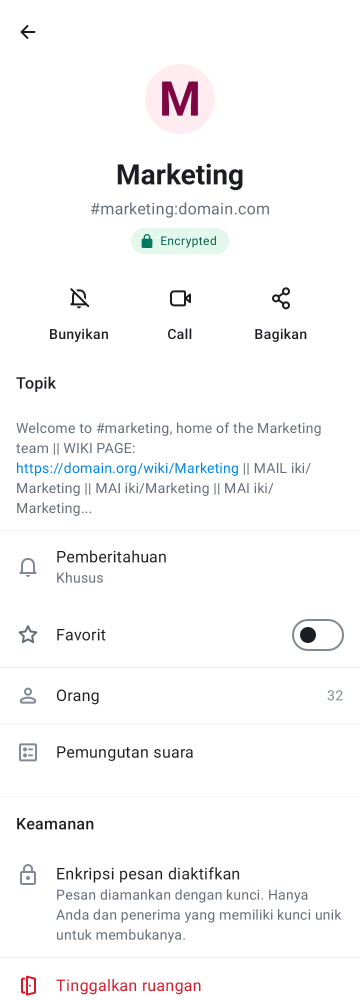 M
Marketing
#marketing:domain.com
Encrypted
Bunyikan
Call
Bagikan
Topik
Welcome to #marketing, home of the Marketing
team || WIKI PAGE:
https://domain.org/wiki/Marketing || MAIL iki/
Marketing || MAI iki/Marketing || MAI iki/
Marketing...
Pemberitahuan
Khusus
Favorit
Orang 32
Pemungutan suara
Keamanan
Enkripsi pesan diaktifkan
Pesan diamankan dengan kunci. Hanya
Anda dan penerima yang memiliki kunci unik
untuk membukanya.
Tinggalkan ruangan